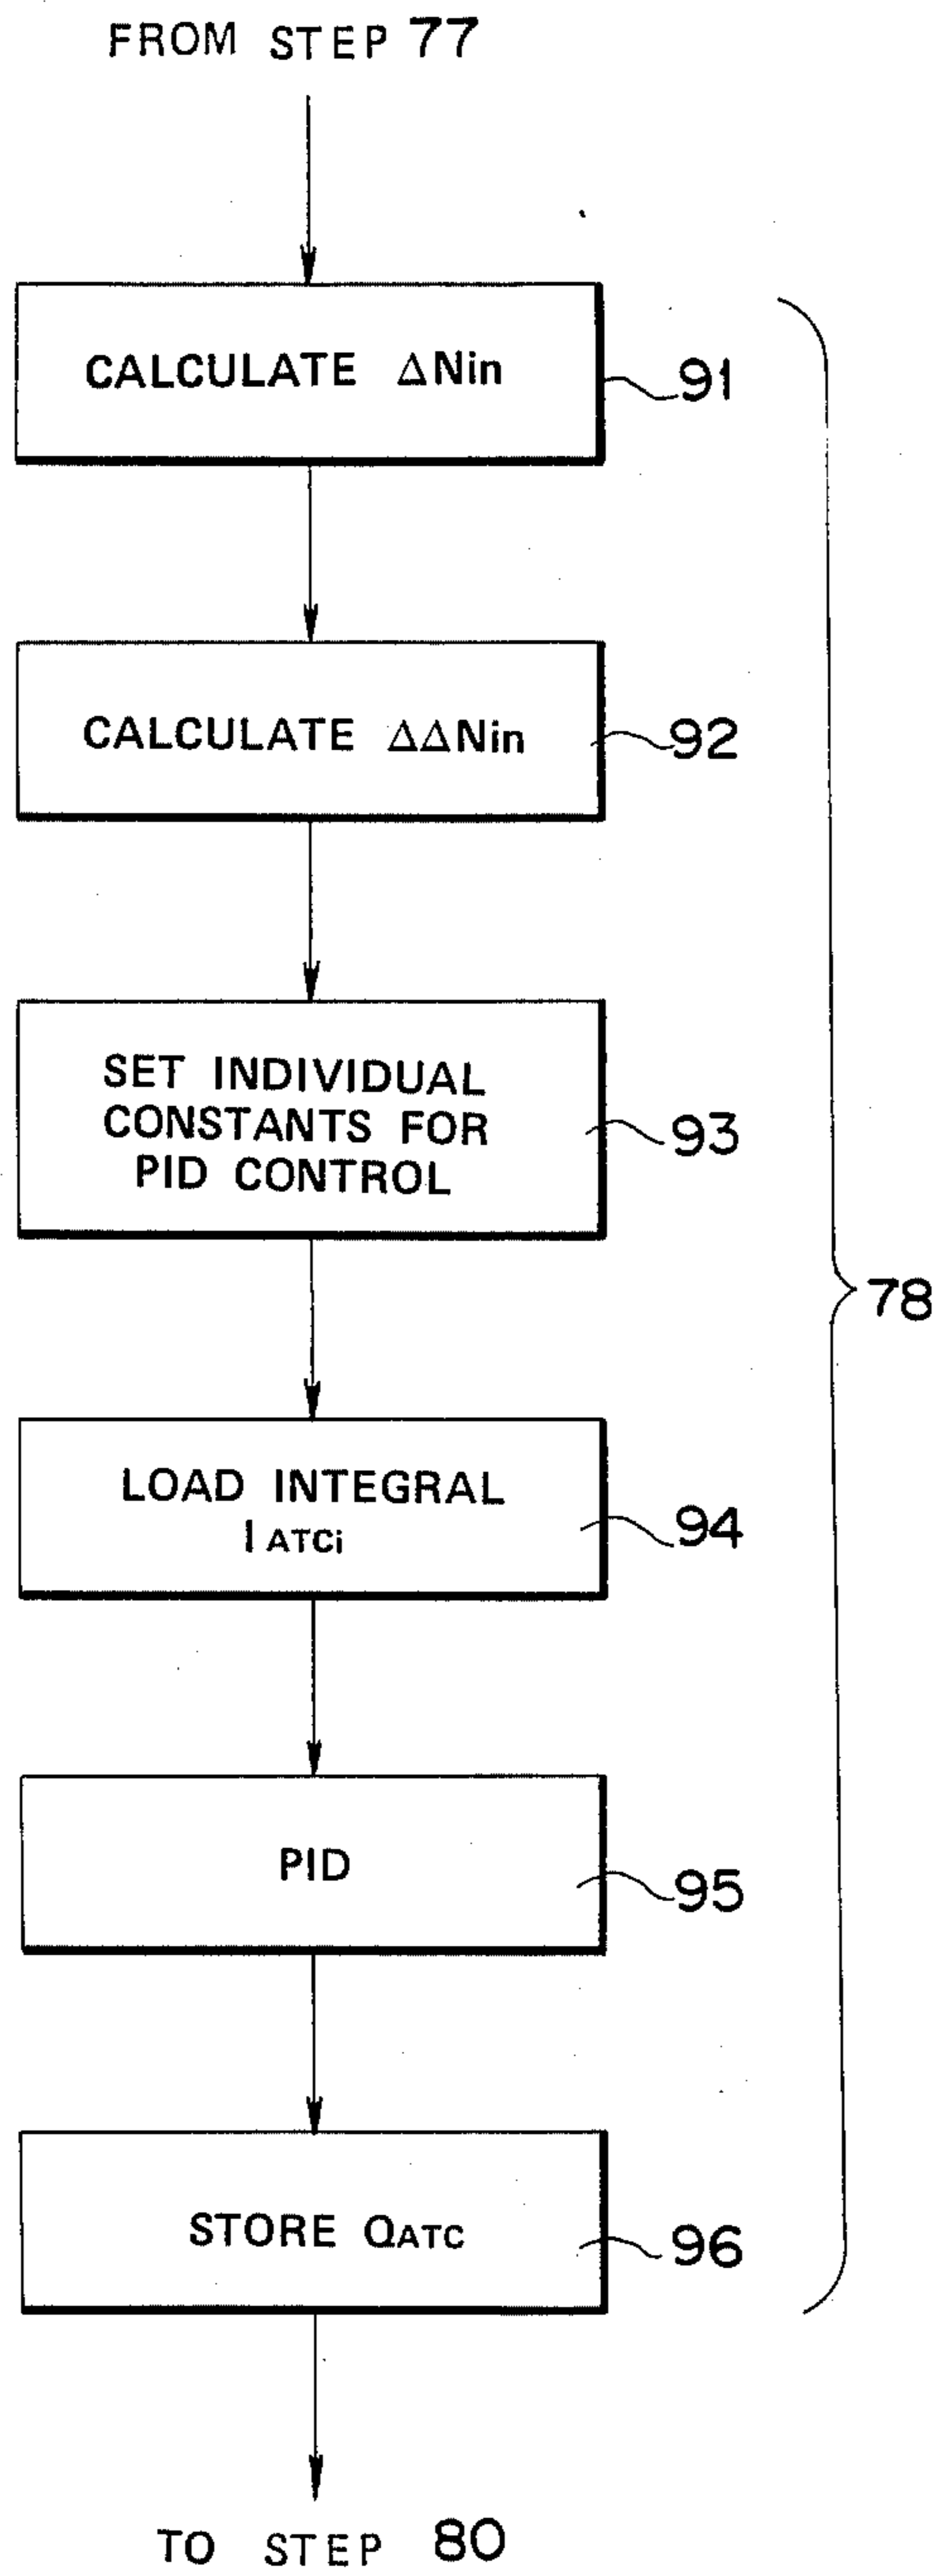 FROM STEP 77
CALCULATE ΔNin
91
CALCULATE ΔΔNin
92
SET INDIVIDUAL
CONSTANTS FOR
PID CONTROL
93
78
LOAD INTEGRAL
IATCi
94
PID
95
STORE QATC
96
TO STEP 80